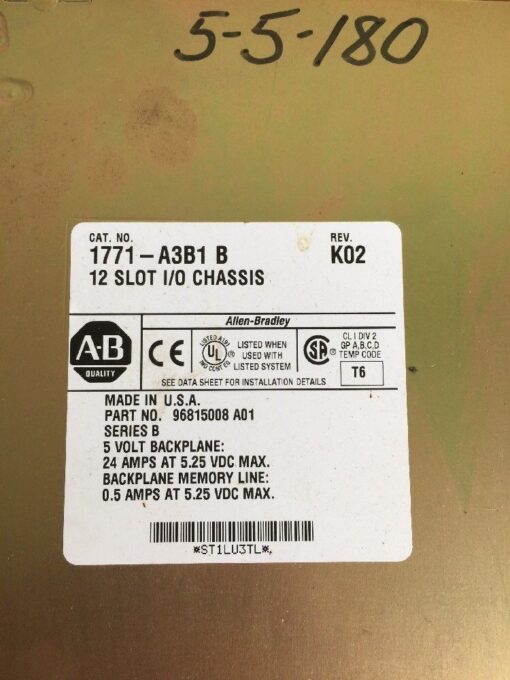 5-5-180
CAT. NO.
REV.
1771-A3B1 B
K02
12 SLOT I/O CHASSIS
Allen-Bradley
A-B
QUALITY
CE
UL
LISTED WHEN
USED WITH
LISTED SYSTEM
SA
CL I DIV 2
GP A,B,C,D
TEMP CODE
T6
SEE DATA SHEET FOR INSTALLATION DETAILS
MADE IN U.S.A.
PART NO. 96815008 A01
SERIES B
5 VOLT BACKPLANE:
24 AMPS AT 5.25 VDC MAX.
BACKPLANE MEMORY LINE:
0.5 AMPS AT 5.25 VDC MAX.
*ST1LU3TL*